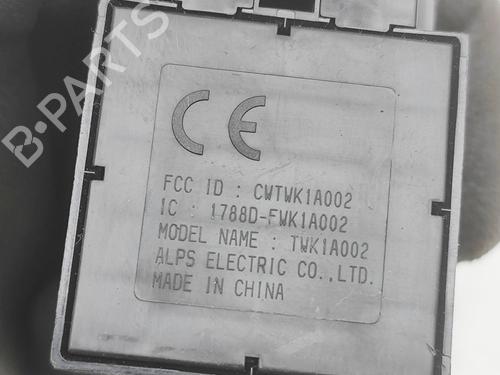 B-PARTS
CE
FCC ID : CWTWK1A002
IC : 1788D-FWK1A002
MODEL NAME : TWK1A002
ALPS ELECTRIC CO.,LTD.
MADE IN CHINA